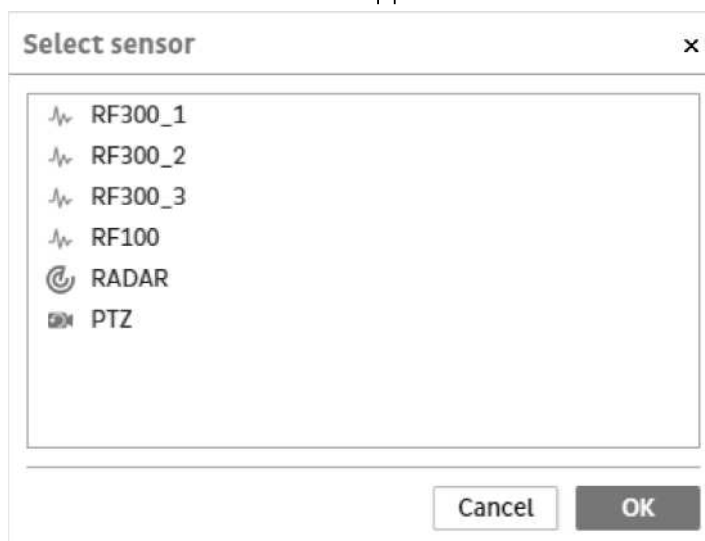 Select sensor
RF300_1
RF300_2
RF300_3
RF100
RADAR
PTZ
Cancel
OK